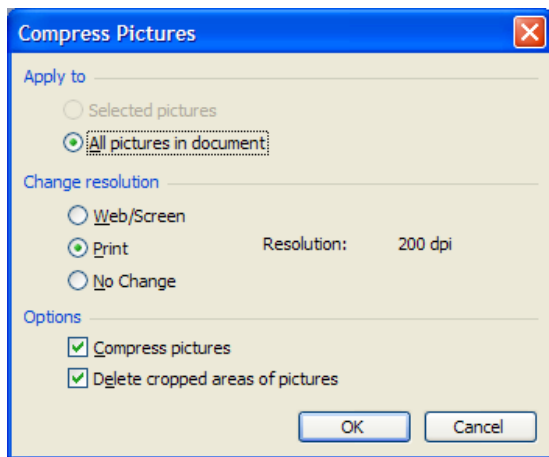 Compress Pictures
Apply to
Selected pictures
All pictures in document
Change resolution
Web/Screen
Print Resolution: 200 dpi
No Change
Options
Compress pictures
Delete cropped areas of pictures
OK Cancel